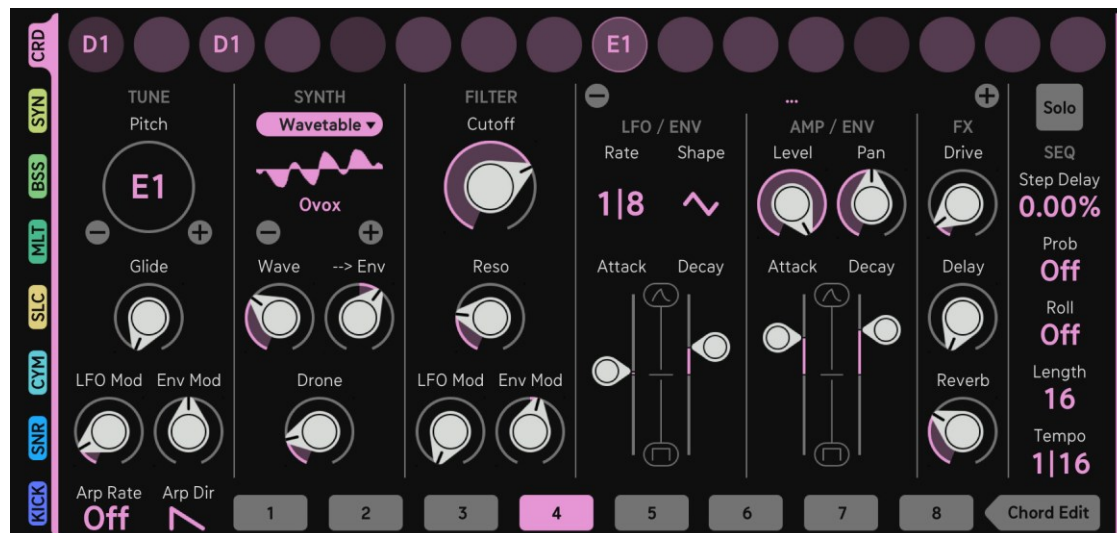 CRD
SYN
BSS
MLT
SLC
CYM
SNR
KICK
D1 D1 E1
TUNE
Pitch
E1
Glide
LFO Mod Env Mod
Arp Rate Arp Dir
Off
SYNTH
Wavetable
Ovox
Wave --> Env
Drone
FILTER
Cutoff
Reso
LFO Mod Env Mod
...
LFO / ENV
Rate Shape
1|8
Attack Decay
AMP / ENV
Level Pan
Attack Decay
FX
Drive
Delay
Reverb
Solo
SEQ
Step Delay
0.00%
Prob
Off
Roll
Off
Length
16
Tempo
1|16
1 2 3 4 5 6 7 8 Chord Edit